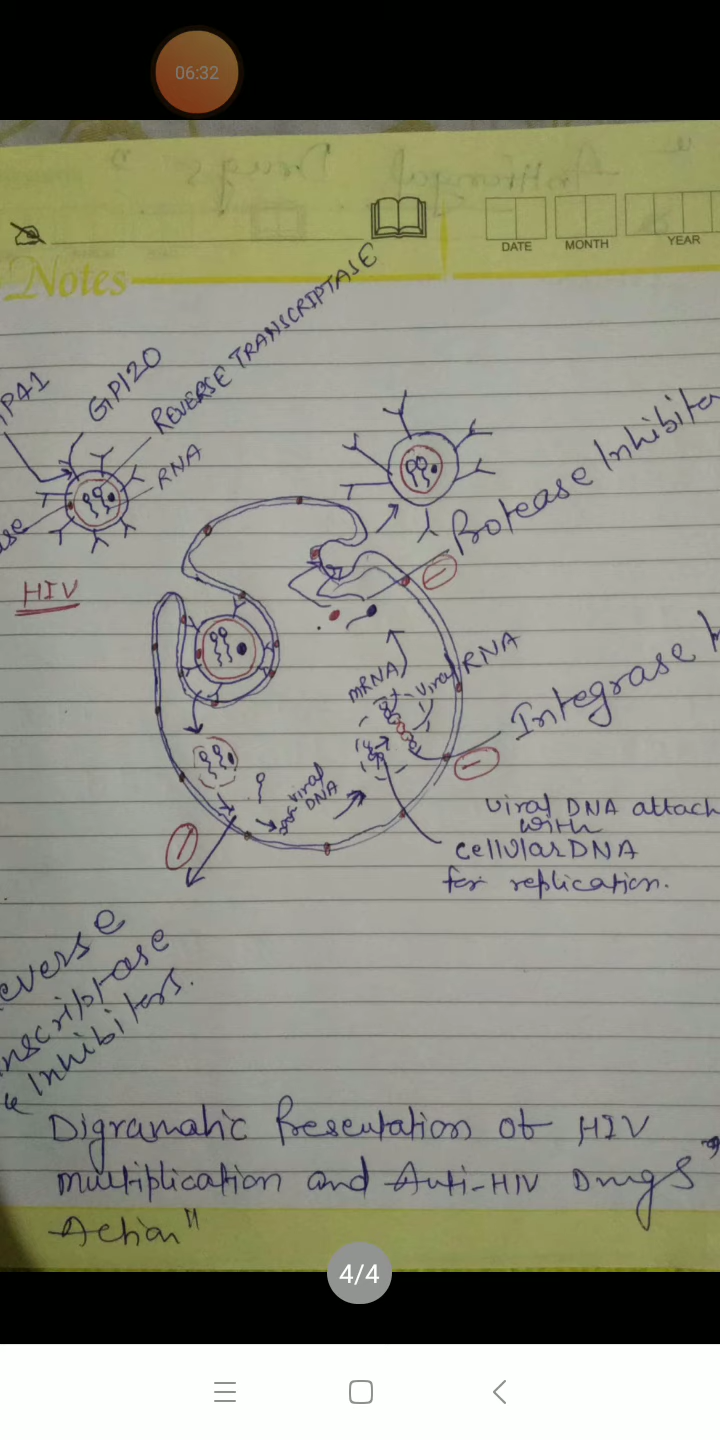 06:32
DATE MONTH YEAR
Notes
GP120
REVERSE TRANSCRIPTASE
RNA
HIV
Protease
mRNA
Viral RNA
Integrase
Viral
DNA
Viral DNA attach
with
cellular DNA
for replication.
Inhibitors.
Digramatic Presentation of HIV
multiplication and Anti-HIV Drugs
Action"
4/4